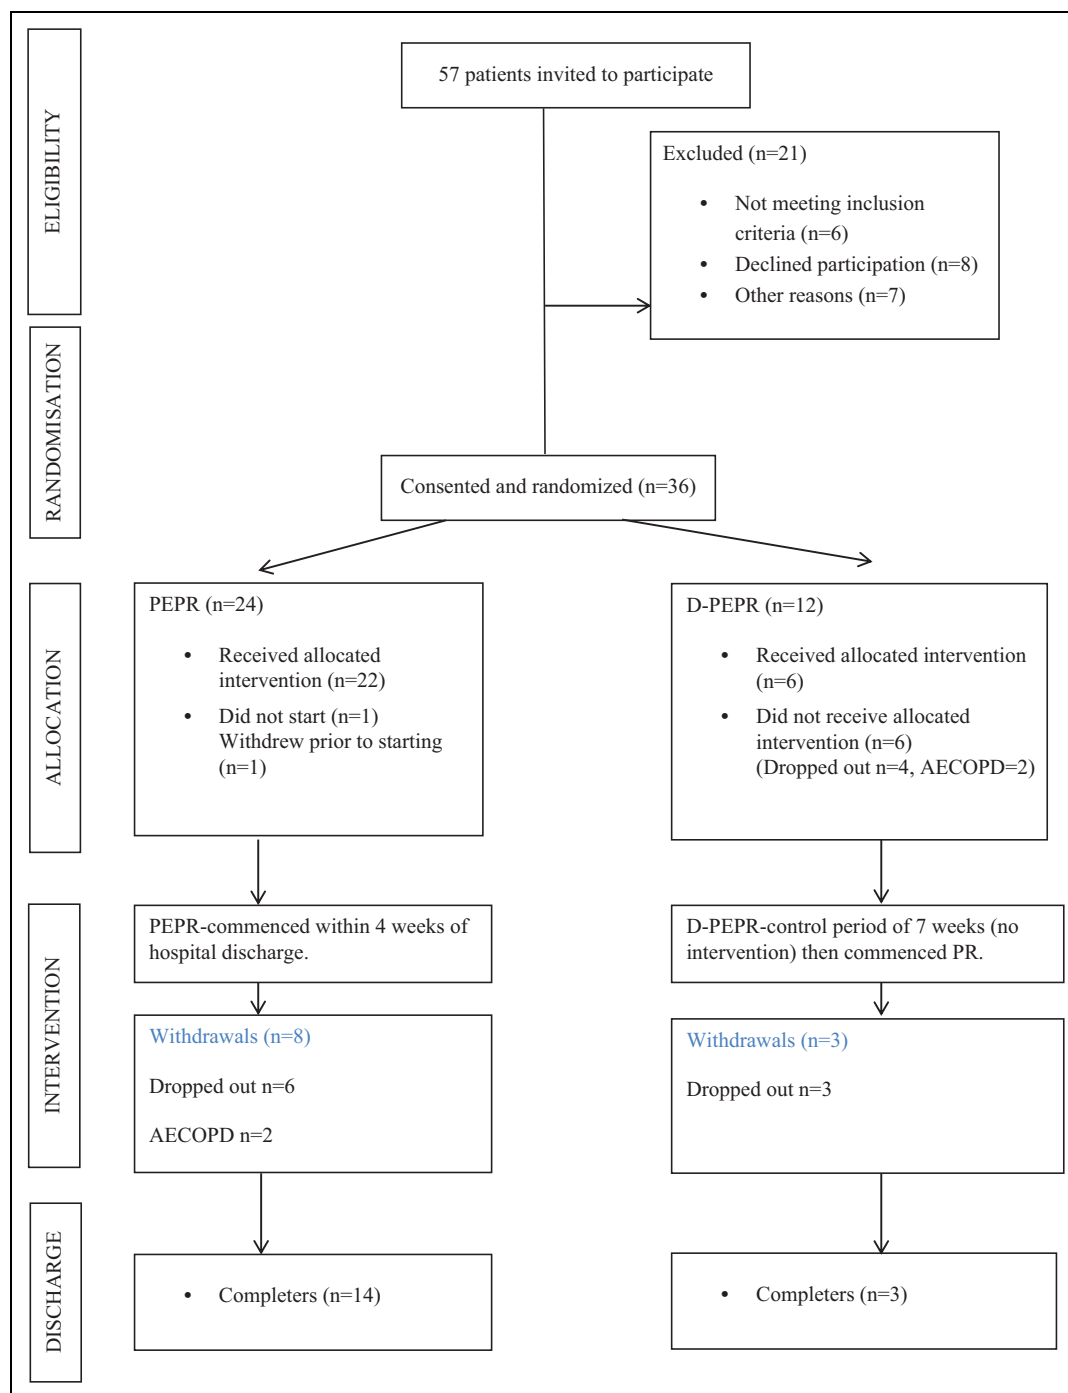 ELIGIBILITY
57 patients invited to participate
Excluded (n=21)
• Not meeting inclusion
criteria (n=6)
• Declined participation (n=8)
• Other reasons (n=7)
RANDOMISATION
Consented and randomized (n=36)
ALLOCATION
PEPR (n=24)
• Received allocated
intervention (n=22)
• Did not start (n=1)
Withdrew prior to starting
(n=1)
D-PEPR (n=12)
• Received allocated intervention
(n=6)
• Did not receive allocated
intervention (n=6)
(Dropped out n=4, AECOPD=2)
INTERVENTION
PEPR-commenced within 4 weeks of
hospital discharge.
D-PEPR-control period of 7 weeks (no
intervention) then commenced PR.
Withdrawals (n=8)
Dropped out n=6
AECOPD n=2
Withdrawals (n=3)
Dropped out n=3
DISCHARGE
• Completers (n=14)
• Completers (n=3)